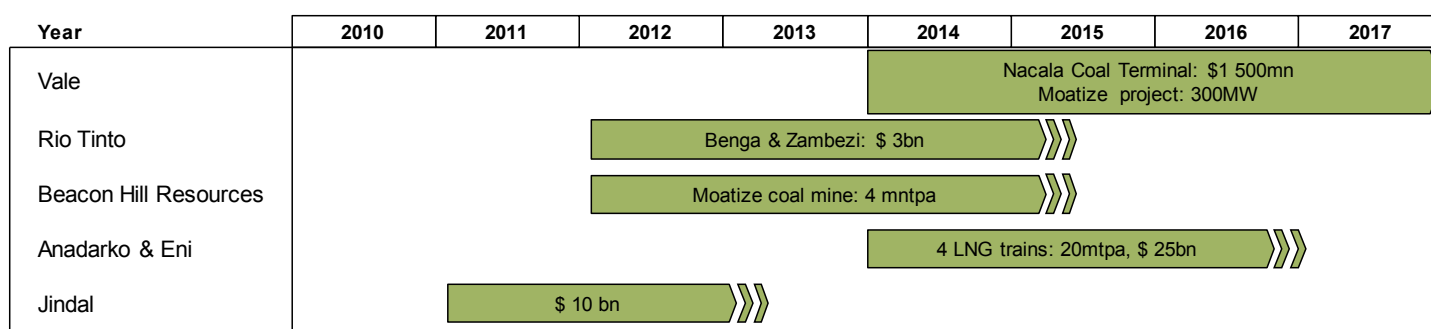 Year 2010 2011 2012 2013 2014 2015 2016 2017
Vale
Nacala Coal Terminal: $1 500mn
Moatize project: 300MW
Rio Tinto Benga & Zambezi: $ 3bn
Beacon Hill Resources Moatize coal mine: 4 mntpa
Anadarko & Eni 4 LNG trains: 20mtpa, $ 25bn
Jindal $ 10 bn